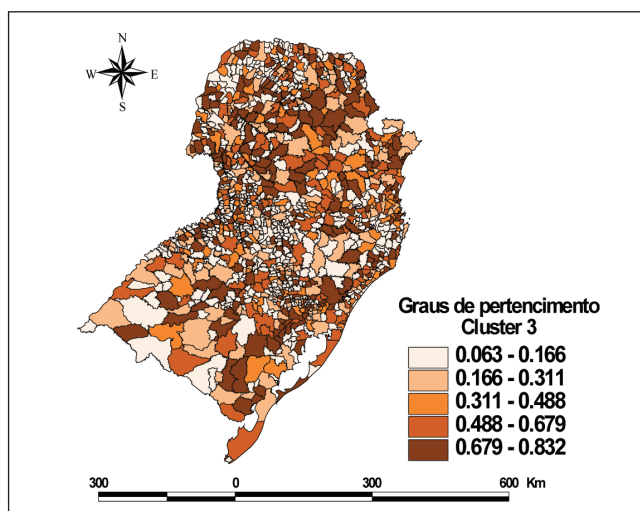 N
W E
S
Graus de pertencimento
Cluster 3
0.063 - 0.166
0.166 - 0.311
0.311 - 0.488
0.488 - 0.679
0.679 - 0.832
300 0 300 600 Km